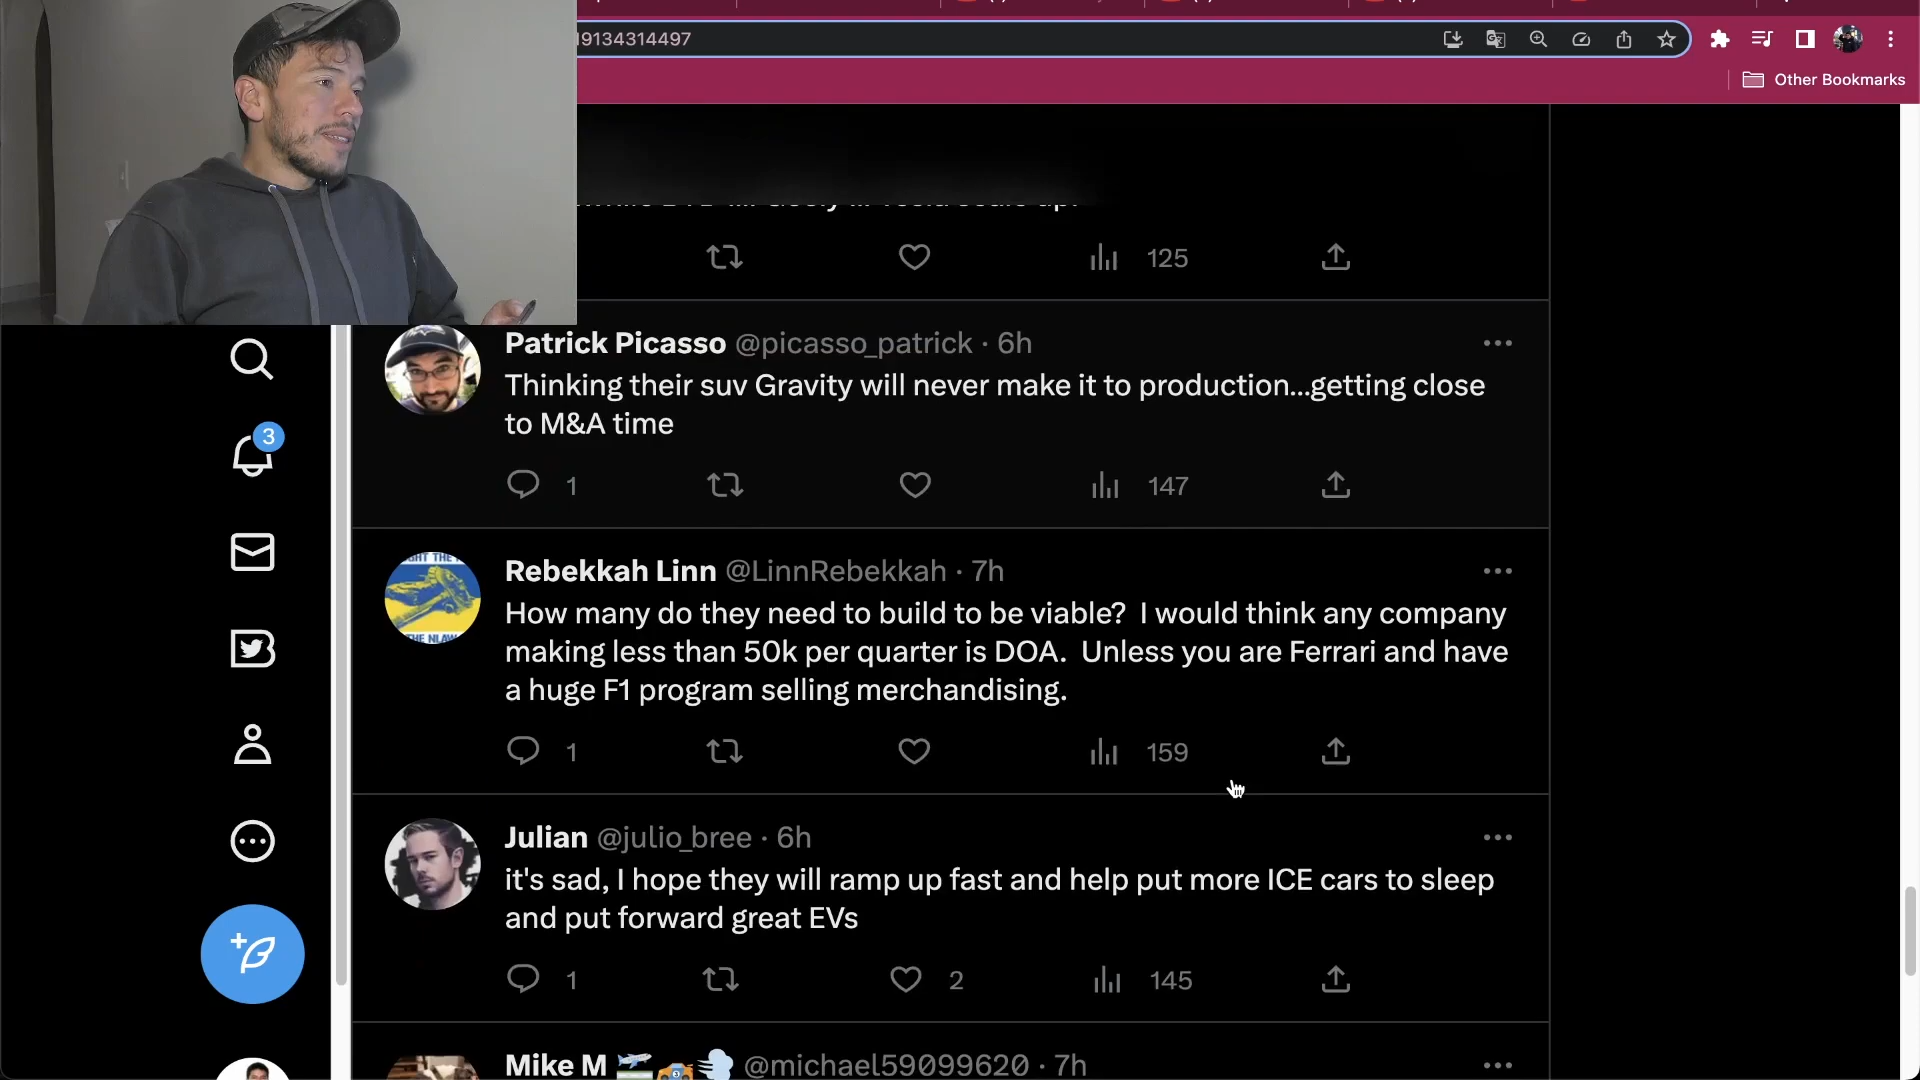 19134314497
Other Bookmarks
125
Patrick Picasso @picasso_patrick · 6h
Thinking their suv Gravity will never make it to production...getting close
to M&A time
3
1 147
Rebekkah Linn @LinnRebekkah · 7h
How many do they need to build to be viable?  I would think any company
making less than 50k per quarter is DOA.  Unless you are Ferrari and have
a huge F1 program selling merchandising.
1 159
Julian @julio_bree · 6h
it's sad, I hope they will ramp up fast and help put more ICE cars to sleep
and put forward great EVs
1 2 145
Mike M @michael59099620 · 7h